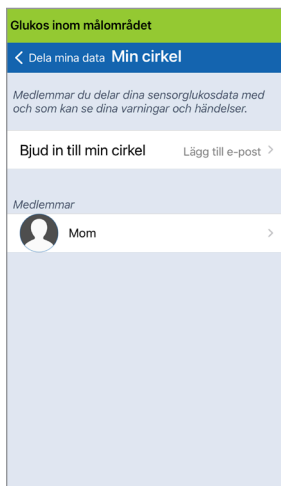 Glukos inom målområdet
Dela mina data Min cirkel
Medlemmar du delar dina sensorglukosdata med
och som kan se dina varningar och händelser.
Bjud in till min cirkel Lägg till e-post
Medlemmar
Mom